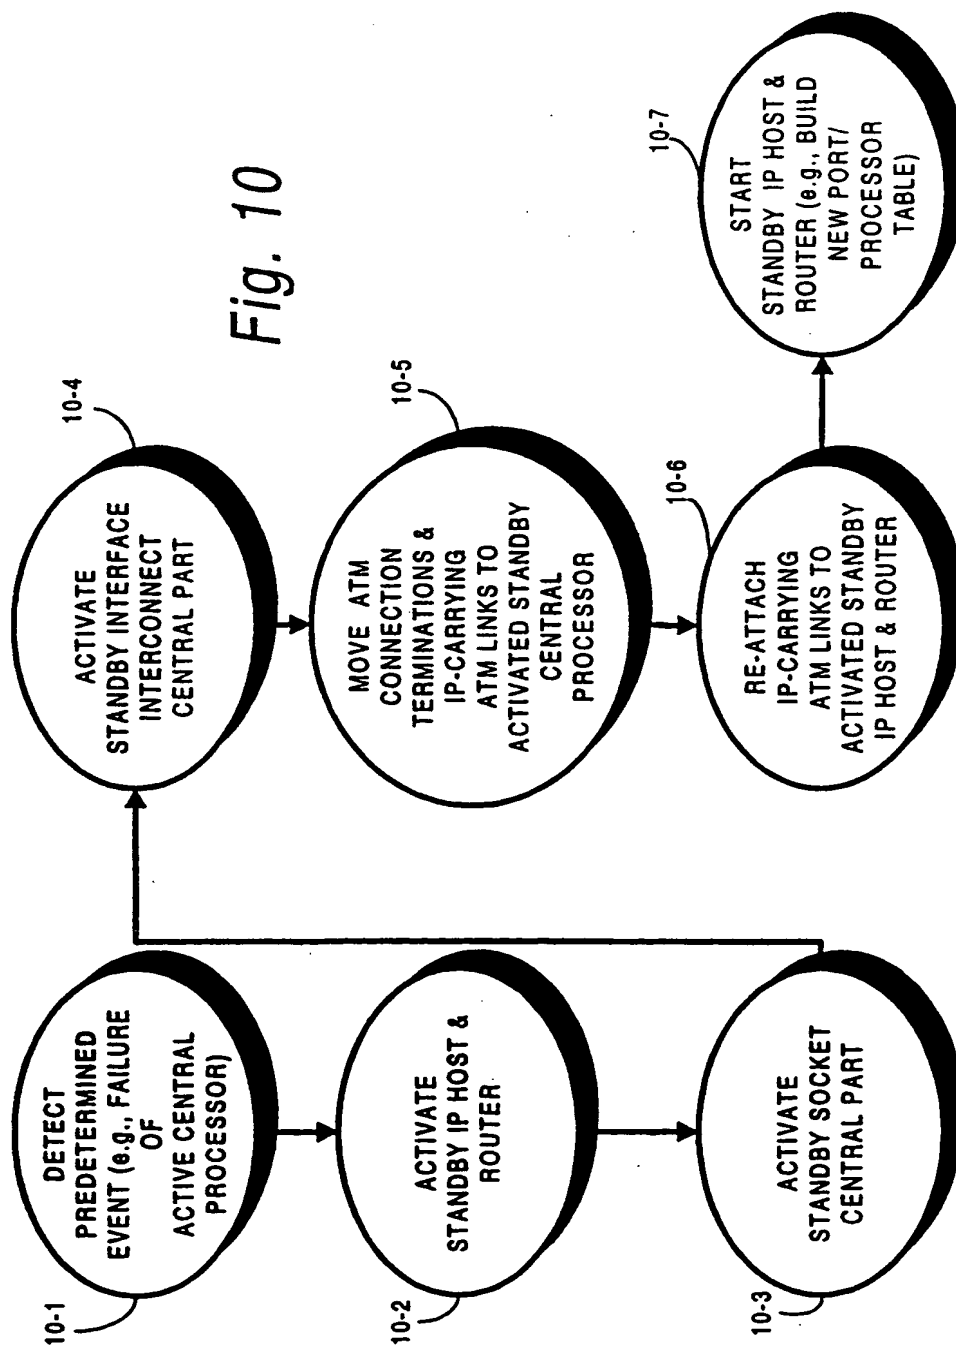 10-1
DETECT
PREDETERMINED
EVENT (e.g., FAILURE
OF
ACTIVE CENTRAL
PROCESSOR)
10-2
ACTIVATE
STANDBY IP HOST &
ROUTER
10-3
ACTIVATE
STANDBY SOCKET
CENTRAL PART
10-4
ACTIVATE
STANDBY INTERFACE
INTERCONNECT
CENTRAL PART
10-5
MOVE ATM
CONNECTION
TERMINATIONS &
IP-CARRYING
ATM LINKS TO
ACTIVATED STANDBY
CENTRAL
PROCESSOR
10-6
RE-ATTACH
IP-CARRYING
ATM LINKS TO
ACTIVATED STANDBY
IP HOST & ROUTER
10-7
START
STANDBY IP HOST &
ROUTER (e.g., BUILD
NEW PORT/
PROCESSOR
TABLE)
Fig. 10